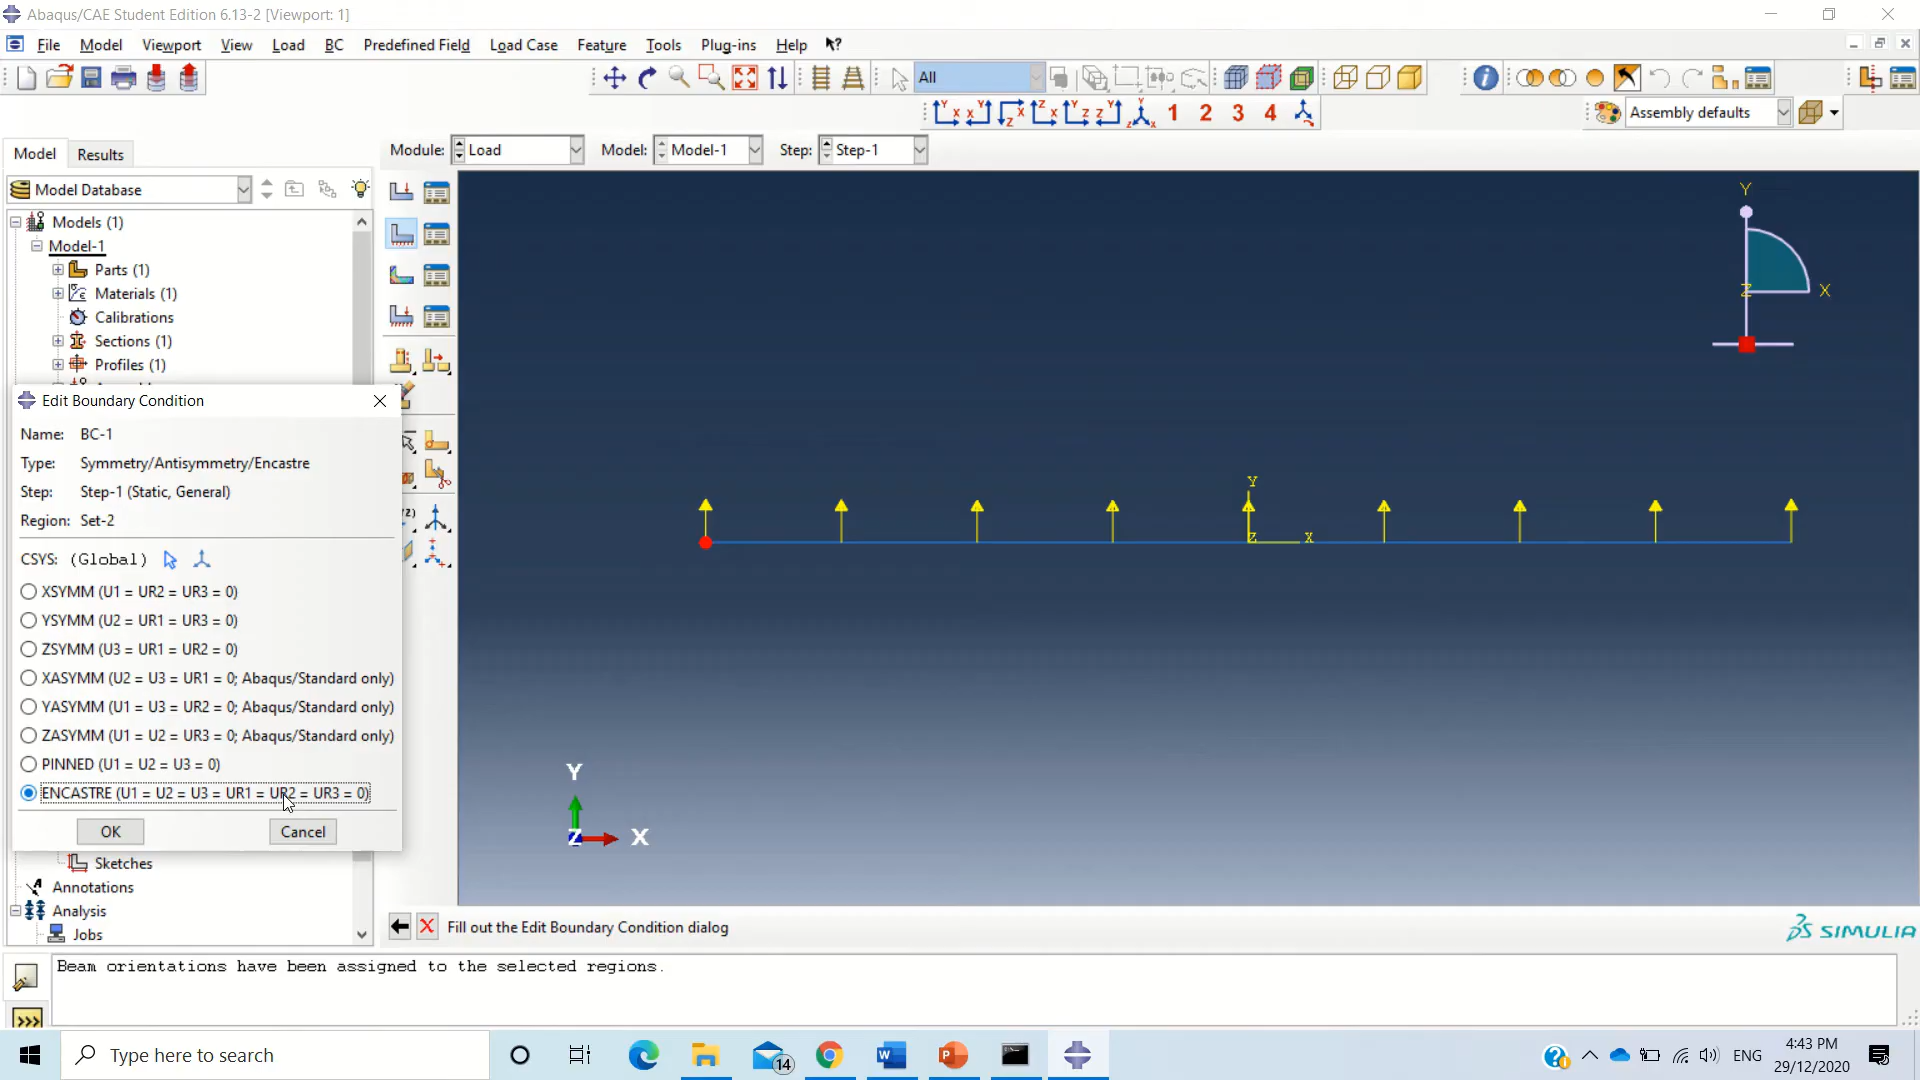 Abaqus/CAE Student Edition 6.13-2 [Viewport: 1]
File Model Viewport View Load BC Predefined Field Load Case Feature Tools Plug-ins Help ?
All
1 2 3 4
Assembly defaults
Model Results
Module: Load Model: Model-1 Step: Step-1
Model Database
Models (1)
Model-1
Parts (1)
Materials (1)
Calibrations
Sections (1)
Profiles (1)
Edit Boundary Condition
Name: BC-1
Type: Symmetry/Antisymmetry/Encastre
Step: Step-1 (Static, General)
Region: Set-2
CSYS: (Global)
XSYMM (U1 = UR2 = UR3 = 0)
YSYMM (U2 = UR1 = UR3 = 0)
ZSYMM (U3 = UR1 = UR2 = 0)
XASYMM (U2 = U3 = UR1 = 0; Abaqus/Standard only)
YASYMM (U1 = U3 = UR2 = 0; Abaqus/Standard only)
ZASYMM (U1 = U2 = UR3 = 0; Abaqus/Standard only)
PINNED (U1 = U2 = U3 = 0)
ENCASTRE (U1 = U2 = U3 = UR1 = UR2 = UR3 = 0)
OK Cancel
Sketches
Annotations
Analysis
Jobs
Y
Z X
Y
Z X
Y
Z X
Fill out the Edit Boundary Condition dialog
SIMULIA
Beam orientations have been assigned to the selected regions.
>>>
Type here to search
14
ENG
4:43 PM
29/12/2020